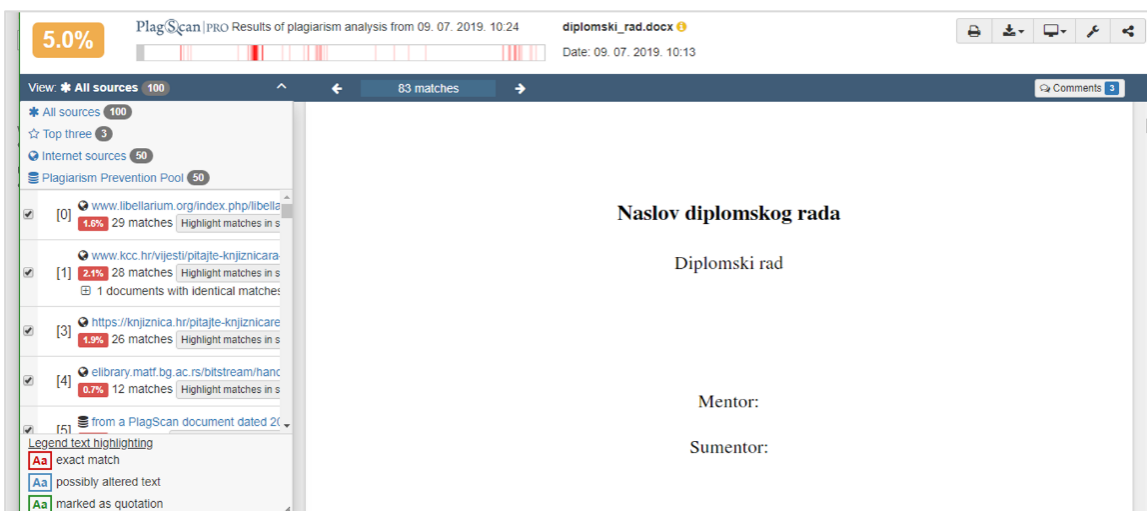 5.0%
PlagScan PRO Results of plagiarism analysis from 09. 07. 2019. 10:24
diplomski_rad.docx
Date: 09. 07. 2019. 10:13
View: All sources 100
83 matches
Comments 3
All sources 100
Top three 3
Internet sources 50
Plagiarism Prevention Pool 50
[0] www.libellarium.org/index.php/libella
1.6% 29 matches Highlight matches in s
[1] www.kcc.hr/vijesti/pitajte-knjiznicara-
2.1% 28 matches Highlight matches in s
1 documents with identical matches
[3] https://knjiznica.hr/pitajte-knjiznicare
1.9% 26 matches Highlight matches in s
[4] elibrary.matf.bg.ac.rs/bitstream/hand
0.7% 12 matches Highlight matches in s
[5] from a PlagScan document dated 20
Legend text highlighting
Aa exact match
Aa possibly altered text
Aa marked as quotation
Naslov diplomskog rada
Diplomski rad
Mentor:
Sumentor: